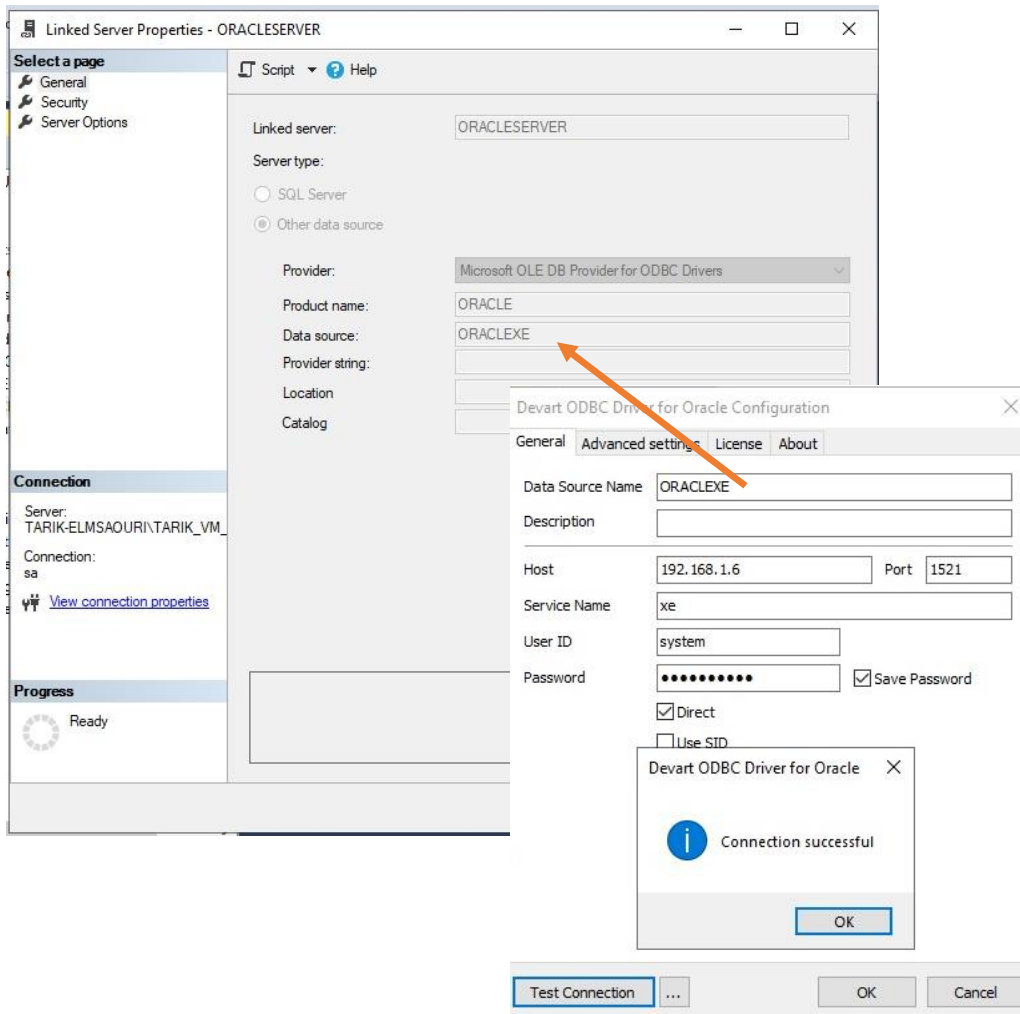 Linked Server Properties - ORACLESERVER
Select a page
General
Security
Server Options
Script
Help
Linked server:
ORACLESERVER
Server type:
SQL Server
Other data source
Provider:
Microsoft OLE DB Provider for ODBC Drivers
Product name:
ORACLE
Data source:
ORACLEXE
Provider string:
Location
Catalog
Connection
Server:
TARIK-ELMSAOURI\TARIK_VM_
Connection:
sa
View connection properties
Progress
Ready
Devart ODBC Driver for Oracle Configuration
General Advanced settings License About
Data Source Name ORACLEXE
Description
Host 192.168.1.6 Port 1521
Service Name xe
User ID system
Password ●●●●●●●●●● Save Password
Direct
Use SID
Devart ODBC Driver for Oracle
Connection successful
OK
Test Connection ... OK Cancel